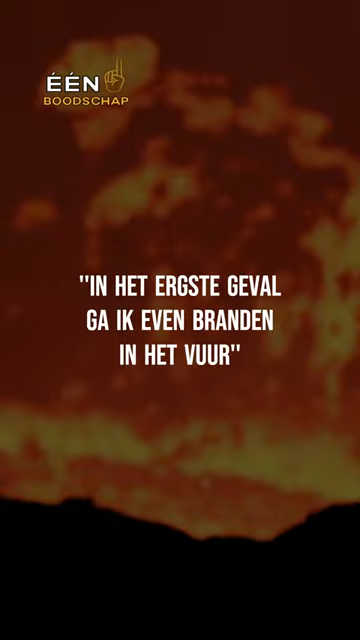 ÉÉN
BOODSCHAP
"IN HET ERGSTE GEVAL
GA IK EVEN BRANDEN
IN HET VUUR"